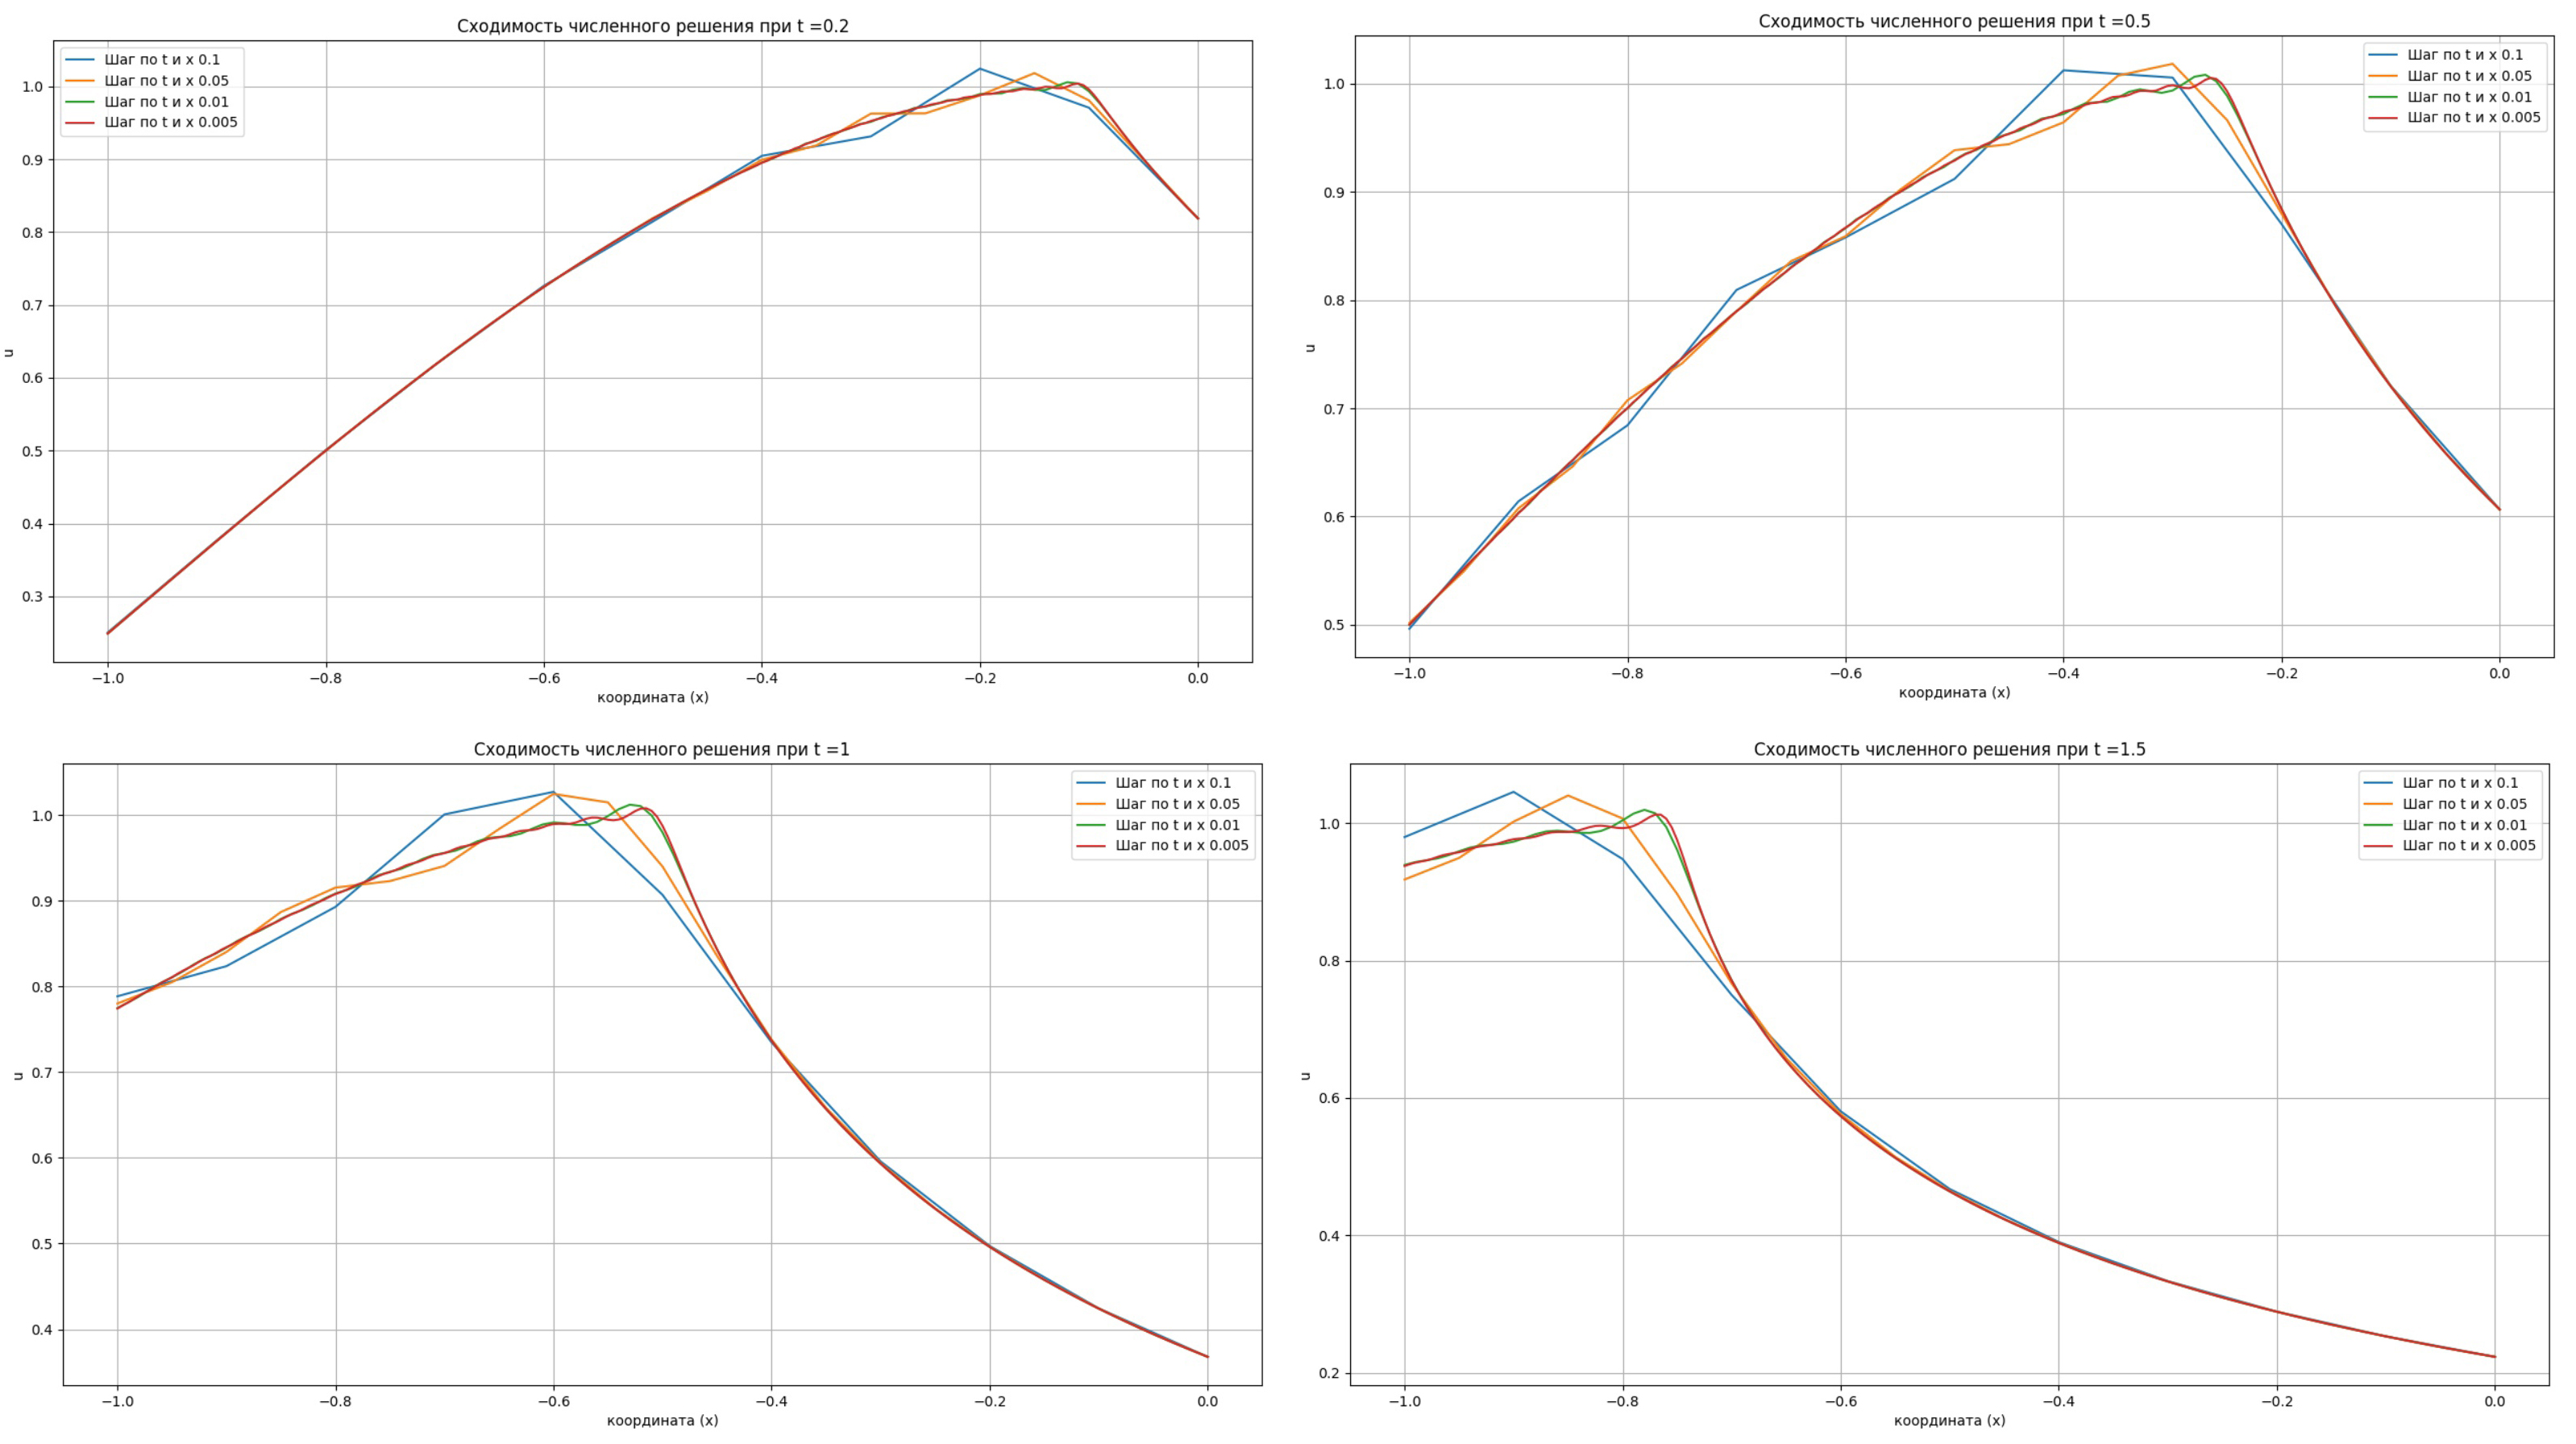 Сходимость численного решения при t =0.2
Шаг по t и x 0.1
Шаг по t и x 0.05
Шаг по t и x 0.01
Шаг по t и x 0.005
1.0
0.9
0.8
0.7
0.6
0.5
0.4
0.3
u
−1.0 −0.8 −0.6 −0.4 −0.2 0.0
координата (x)
Сходимость численного решения при t =0.5
Шаг по t и x 0.1
Шаг по t и x 0.05
Шаг по t и x 0.01
Шаг по t и x 0.005
1.0
0.9
0.8
0.7
0.6
0.5
u
−1.0 −0.8 −0.6 −0.4 −0.2 0.0
координата (x)
Сходимость численного решения при t =1
Шаг по t и x 0.1
Шаг по t и x 0.05
Шаг по t и x 0.01
Шаг по t и x 0.005
1.0
0.9
0.8
0.7
0.6
0.5
0.4
u
−1.0 −0.8 −0.6 −0.4 −0.2 0.0
координата (x)
Сходимость численного решения при t =1.5
Шаг по t и x 0.1
Шаг по t и x 0.05
Шаг по t и x 0.01
Шаг по t и x 0.005
1.0
0.8
0.6
0.4
0.2
u
−1.0 −0.8 −0.6 −0.4 −0.2 0.0
координата (x)